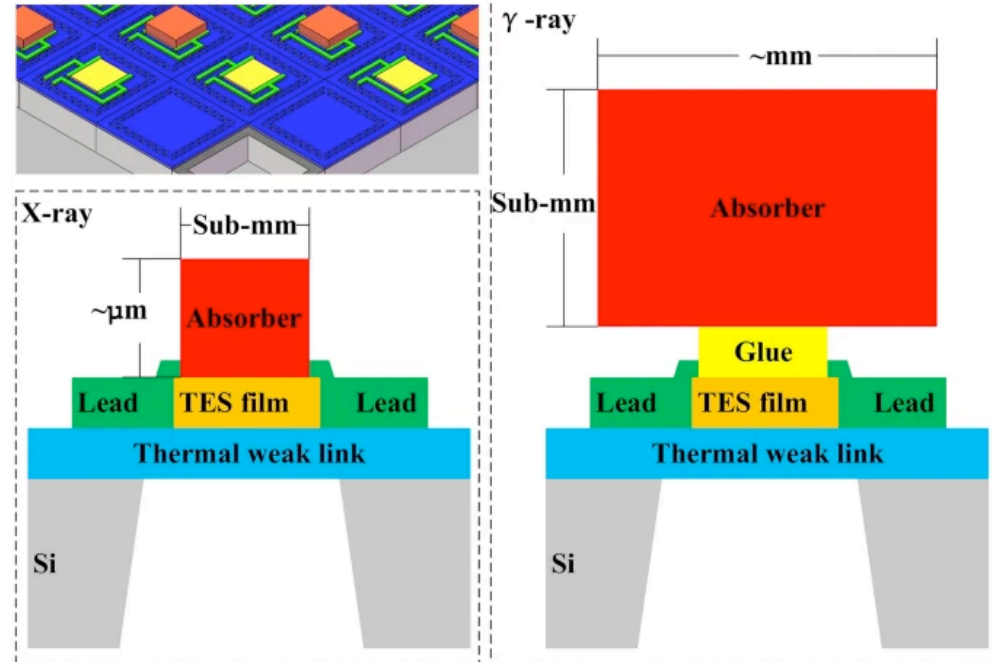 X-ray
Sub-mm
~μm
Absorber
Lead
TES film
Lead
Thermal weak link
Si
γ -ray
~mm
Sub-mm
Absorber
Glue
Lead
TES film
Lead
Thermal weak link
Si